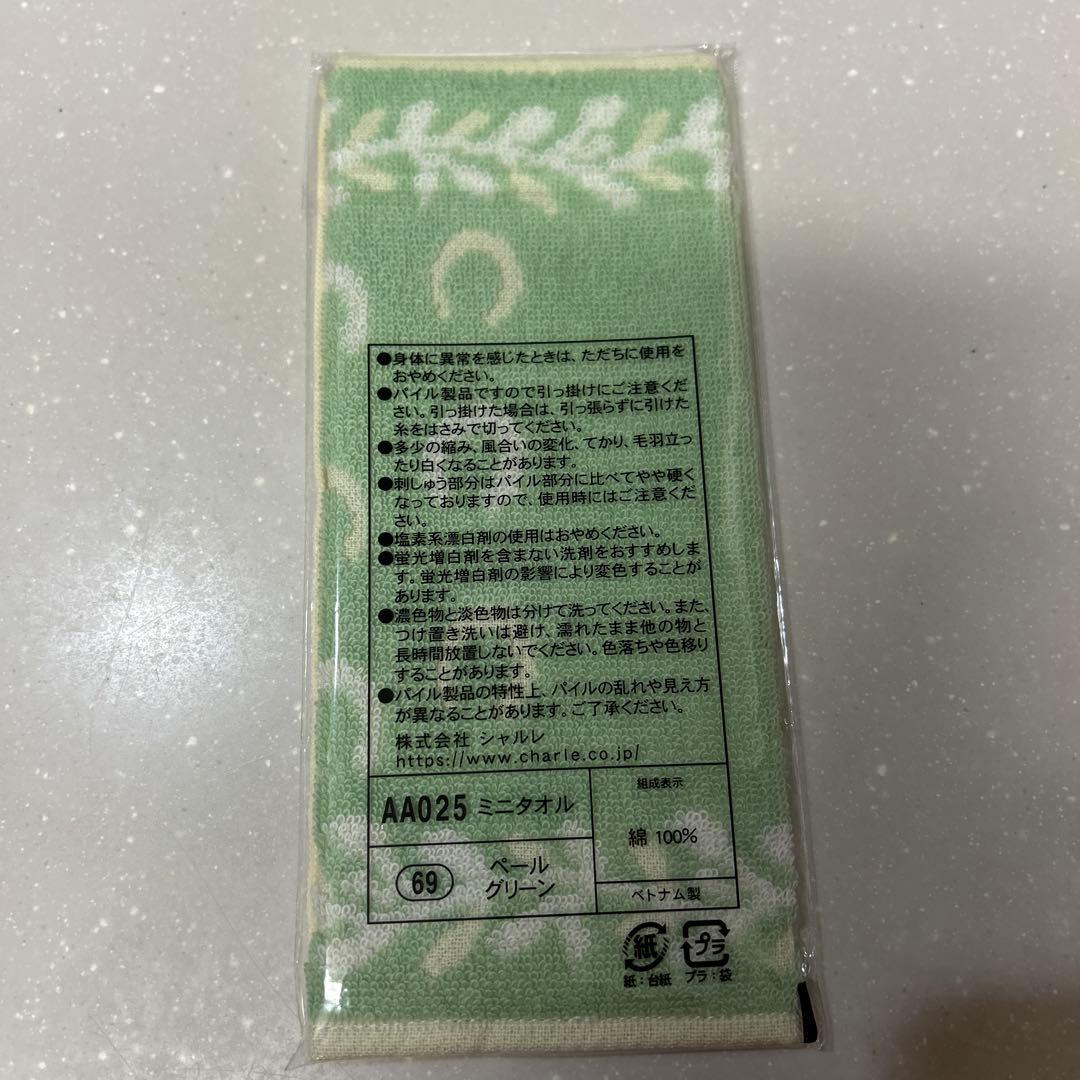 ●身体に異常を感じたときは、ただちに使用を
おやめください。
●パイル製品ですので引っ掛けにご注意くだ
さい。引っ掛けた場合は、引っ張らずに引けた
糸をはさみで切ってください。
●多少の縮み、風合いの変化、てかり、毛羽立っ
たり白くなることがあります。
●刺しゅう部分はパイル部分に比べてやや硬く
なっておりますので、使用時にはご注意くだ
さい。
●塩素系漂白剤の使用はおやめください。
●蛍光増白剤を含まない洗剤をおすすめしま
す。蛍光増白剤の影響により変色することが
あります。
●濃色物と淡色物は分けて洗ってください。また、
つけ置き洗いは避け、濡れたまま他の物と
長時間放置しないでください。色落ちや色移り
することがあります。
●パイル製品の特性上、パイルの乱れや見え方
が異なることがあります。ご了承ください。
株式会社 シャルレ
https://www.charle.co.jp/
AA025 ミニタオル
69 ペール
グリーン
組成表示
綿 100%
ベトナム製
紙 プラ
紙：台紙 プラ：袋